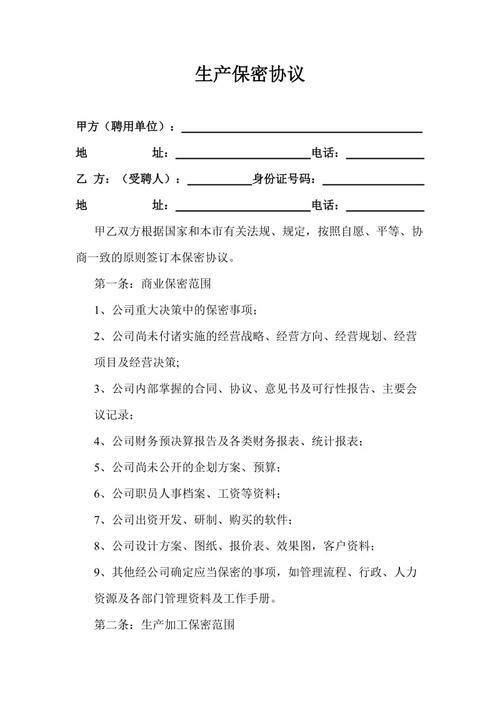 生产保密协议
甲方（聘用单位）：
地 址： 电话：
乙 方：（受聘人）： 身份证号码：
地 址： 电话：
甲乙双方根据国家和本市有关法规、规定，按照自愿、平等、协
商一致的原则签订本保密协议。
第一条：商业保密范围
1、公司重大决策中的保密事项；
2、公司尚未付诸实施的经营战略、经营方向、经营规划、经营
项目及经营决策;
3、公司内部掌握的合同、协议、意见书及可行性报告、主要会
议记录；
4、公司财务预决算报告及各类财务报表、统计报表；
5、公司尚未公开的企划方案、预算；
6、公司职员人事档案、工资等资料；
7、公司出资开发、研制、购买的软件；
8、公司设计方案、图纸、报价表、效果图，客户资料；
9、其他经公司确定应当保密的事项，如管理流程、行政、人力
资源及各部门管理资料及工作手册。
第二条：生产加工保密范围